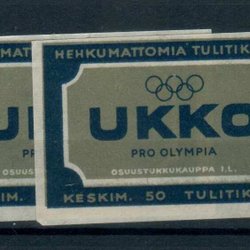 HEHKUMATTOMIA TULITIK
UKKO
PRO OLYMPIA
OSUUSTUKKUKAUPPA I.L.
KESKIM. 50 TULITIK